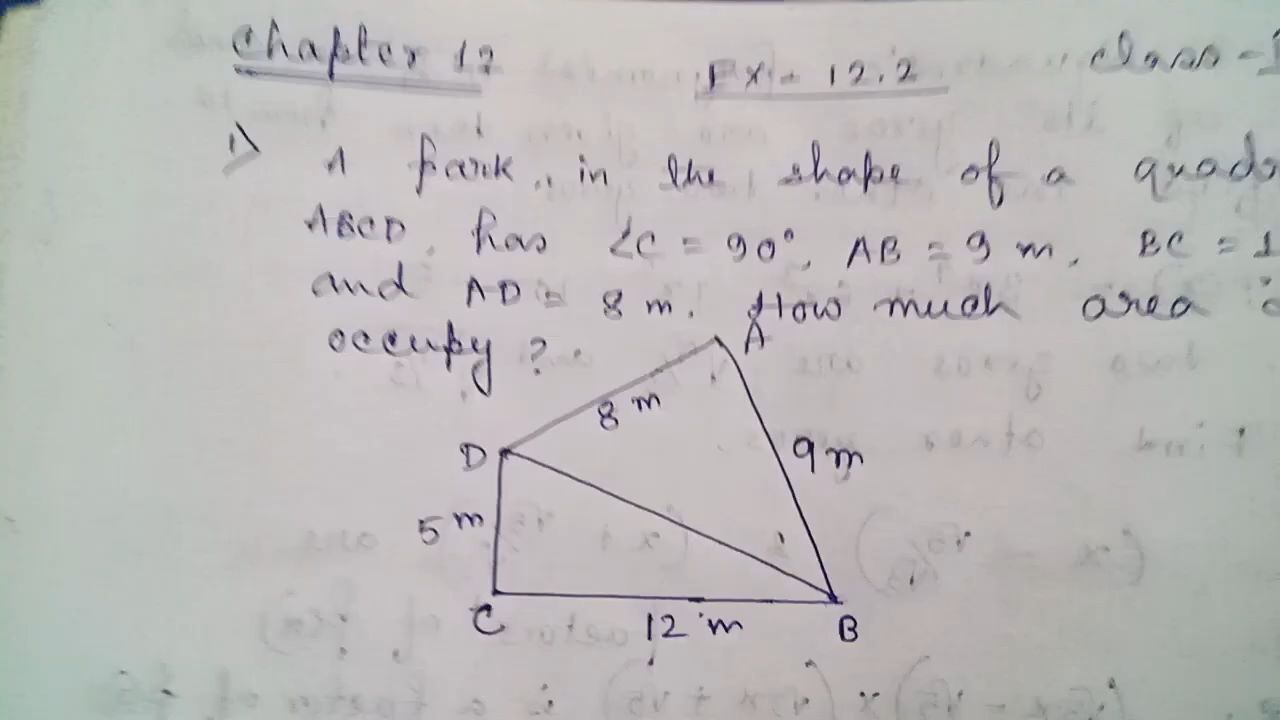 Chapter 12
EX - 12.2
Class -
1) A park, in the shape of a quad
ABCD, has ∠C = 90°, AB = 9 m, BC = 1
and AD = 8 m. How much area
occupy?
A
8 m
D
9 m
5 m
C
12 m
B